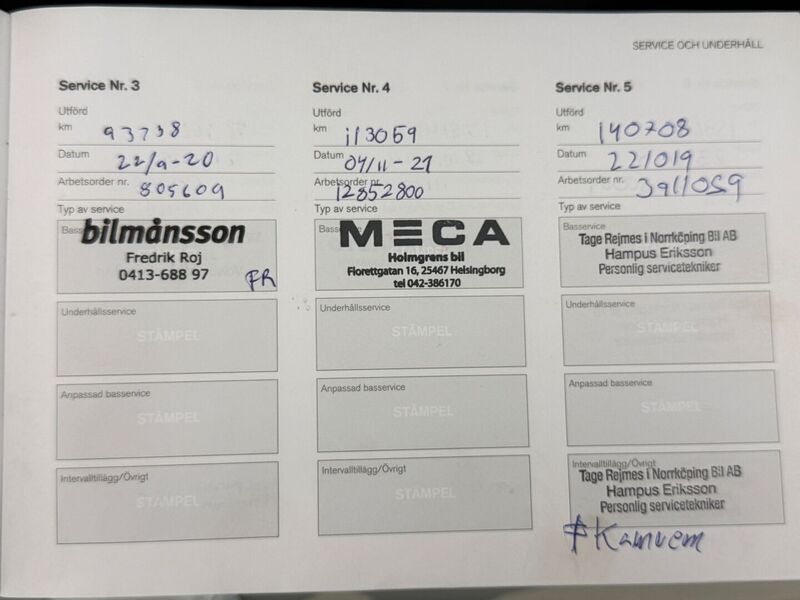 SERVICE OCH UNDERHÅLL
Service Nr. 3
Utförd
km 93738
Datum 22/9-20
Arbetsorder nr. 805609
Typ av service
Basservice
bilmånsson
Fredrik Roj
0413-688 97
FR
Underhållsservice
STÄMPEL
Anpassad basservice
STÄMPEL
Intervalltillägg/Övrigt
STÄMPEL
Service Nr. 4
Utförd
km 113059
Datum 04/11-21
Arbetsorder nr. 12852800
Typ av service
MECA
Holmgrens bil
Florettgatan 16, 25467 Helsingborg
tel 042-386170
Underhållsservice
STÄMPEL
Anpassad basservice
STÄMPEL
Intervalltillägg/Övrigt
STÄMPEL
Service Nr. 5
Utförd
km 140708
Datum 221019
Arbetsorder nr. 3911059
Typ av service
Basservice
Tage Rejmes i Norrköping Bil AB
Hampus Eriksson
Personlig servicetekniker
Underhållsservice
STÄMPEL
Anpassad basservice
STÄMPEL
Intervalltillägg/Övrigt
Tage Rejmes i Norrköping Bil AB
Hampus Eriksson
Personlig servicetekniker
Kamrem